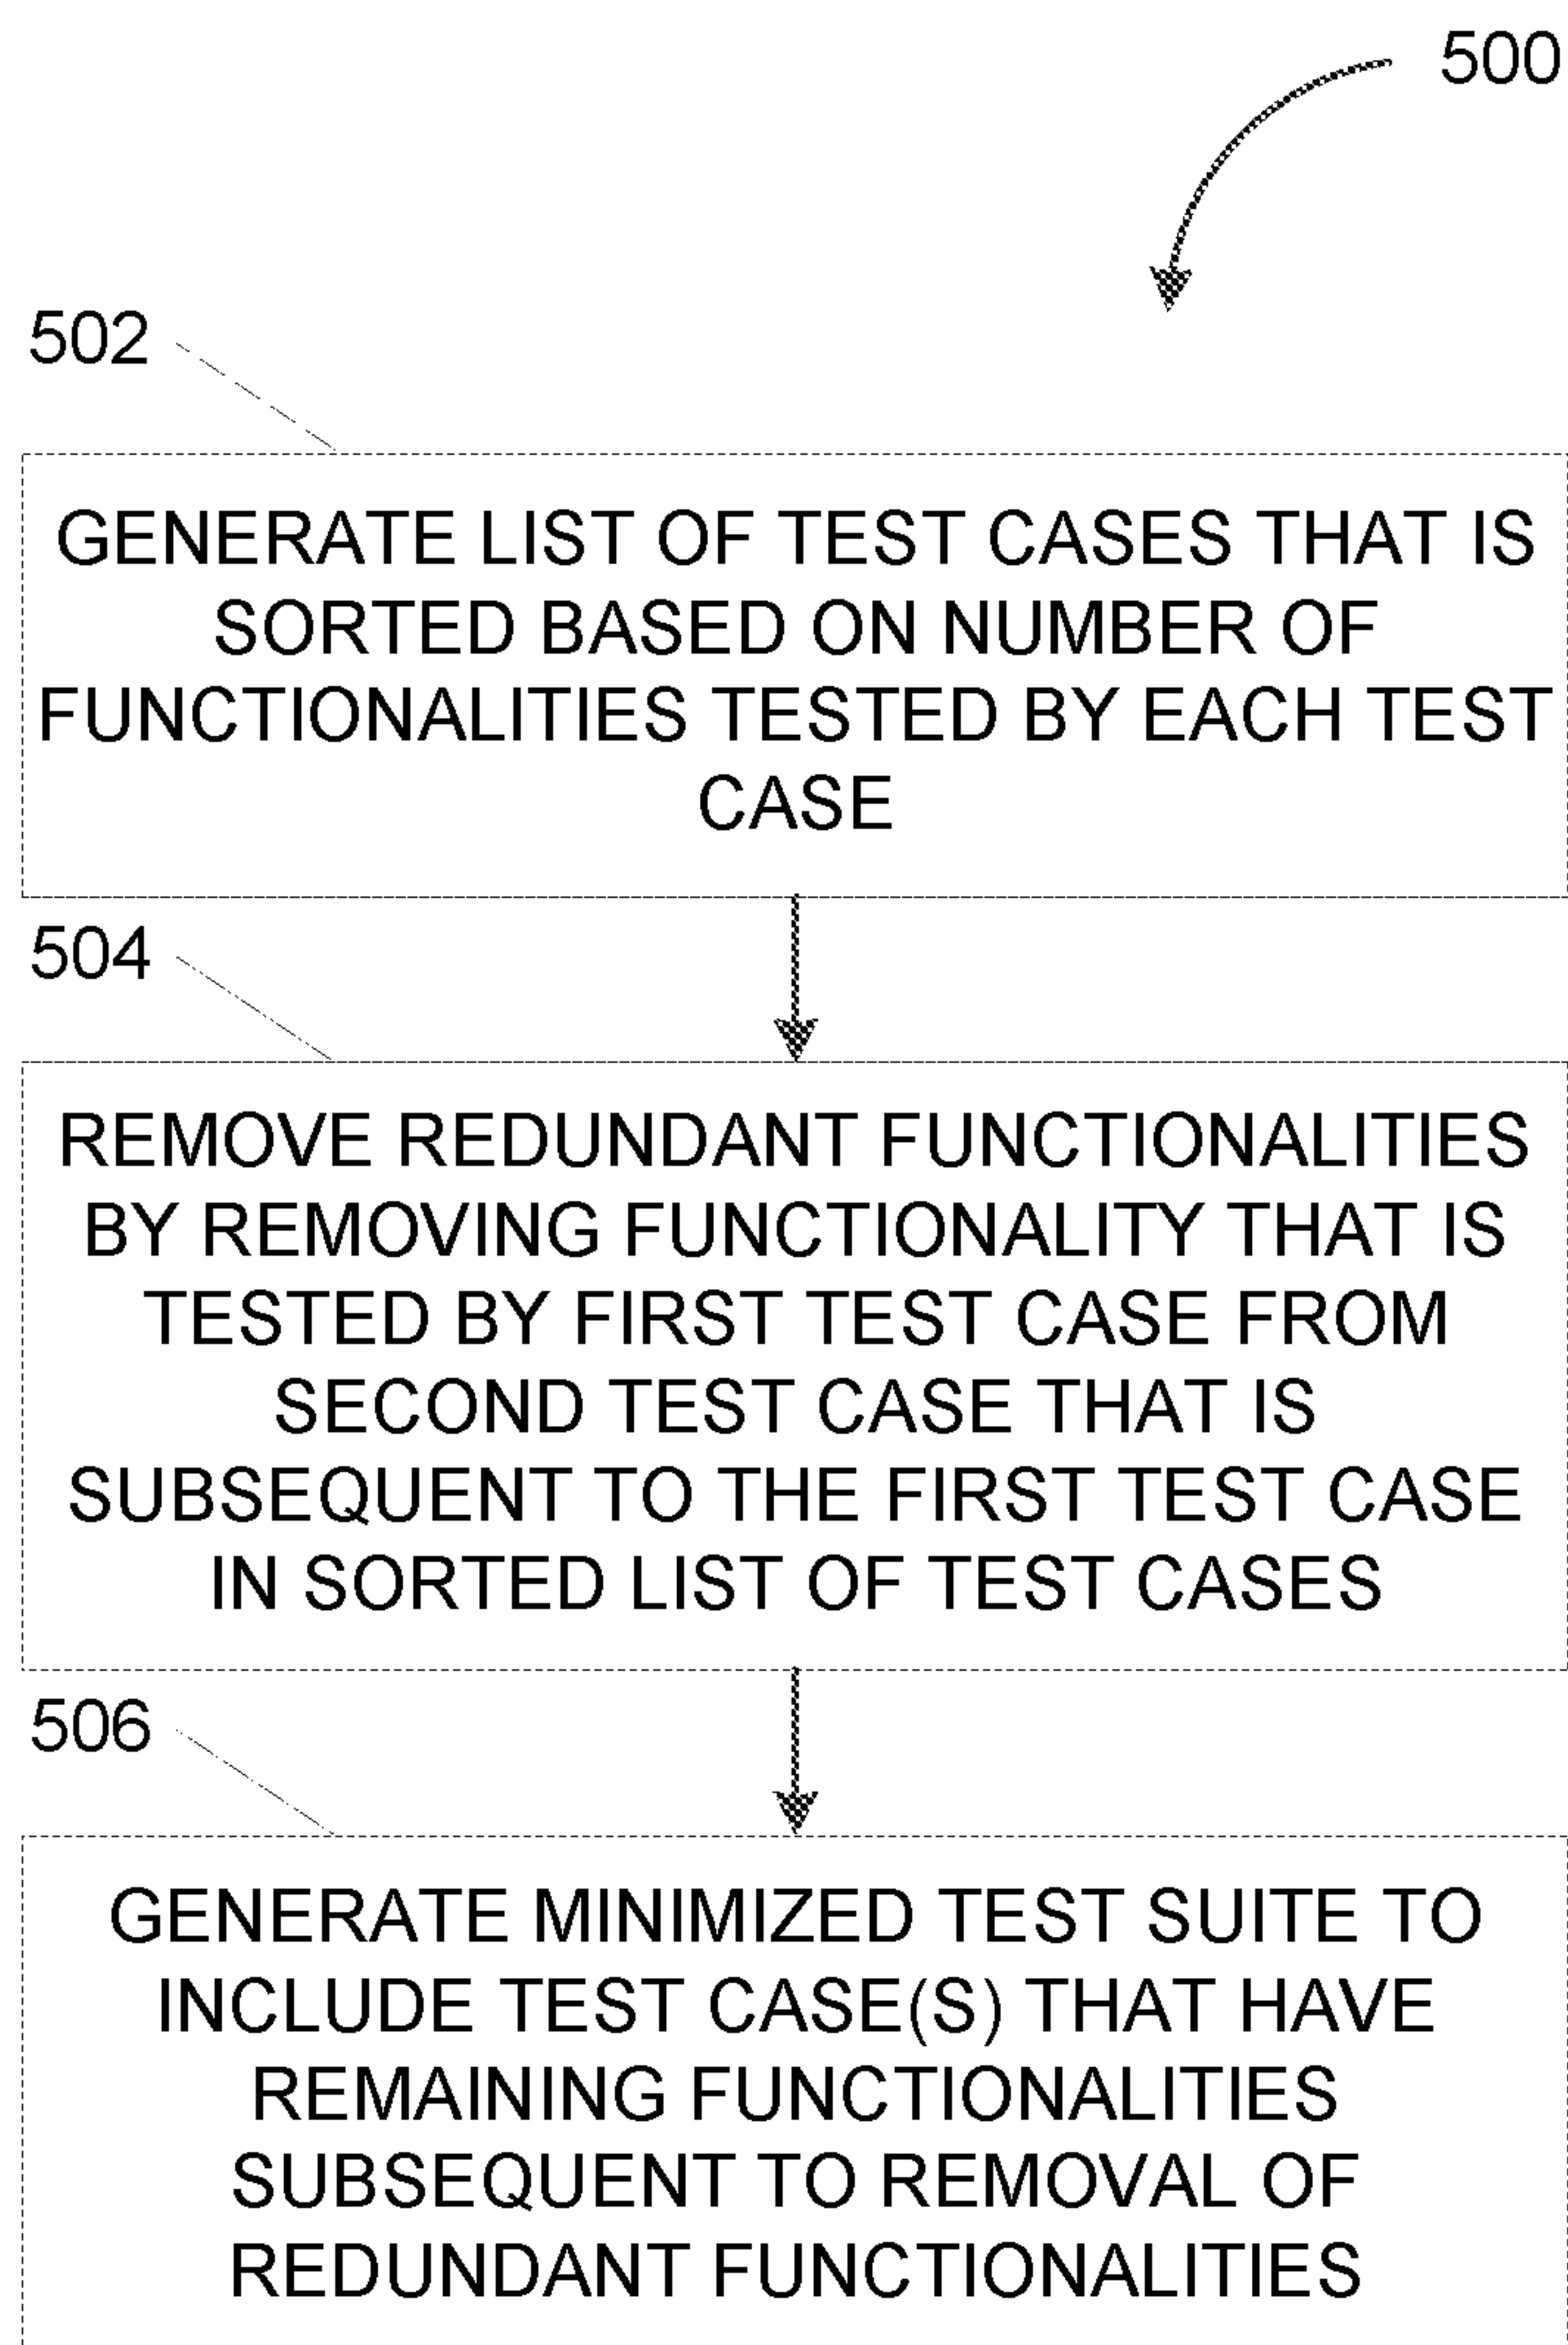 500
502
GENERATE LIST OF TEST CASES THAT IS
SORTED BASED ON NUMBER OF
FUNCTIONALITIES TESTED BY EACH TEST
CASE
504
REMOVE REDUNDANT FUNCTIONALITIES
BY REMOVING FUNCTIONALITY THAT IS
TESTED BY FIRST TEST CASE FROM
SECOND TEST CASE THAT IS
SUBSEQUENT TO THE FIRST TEST CASE
IN SORTED LIST OF TEST CASES
506
GENERATE MINIMIZED TEST SUITE TO
INCLUDE TEST CASE(S) THAT HAVE
REMAINING FUNCTIONALITIES
SUBSEQUENT TO REMOVAL OF
REDUNDANT FUNCTIONALITIES